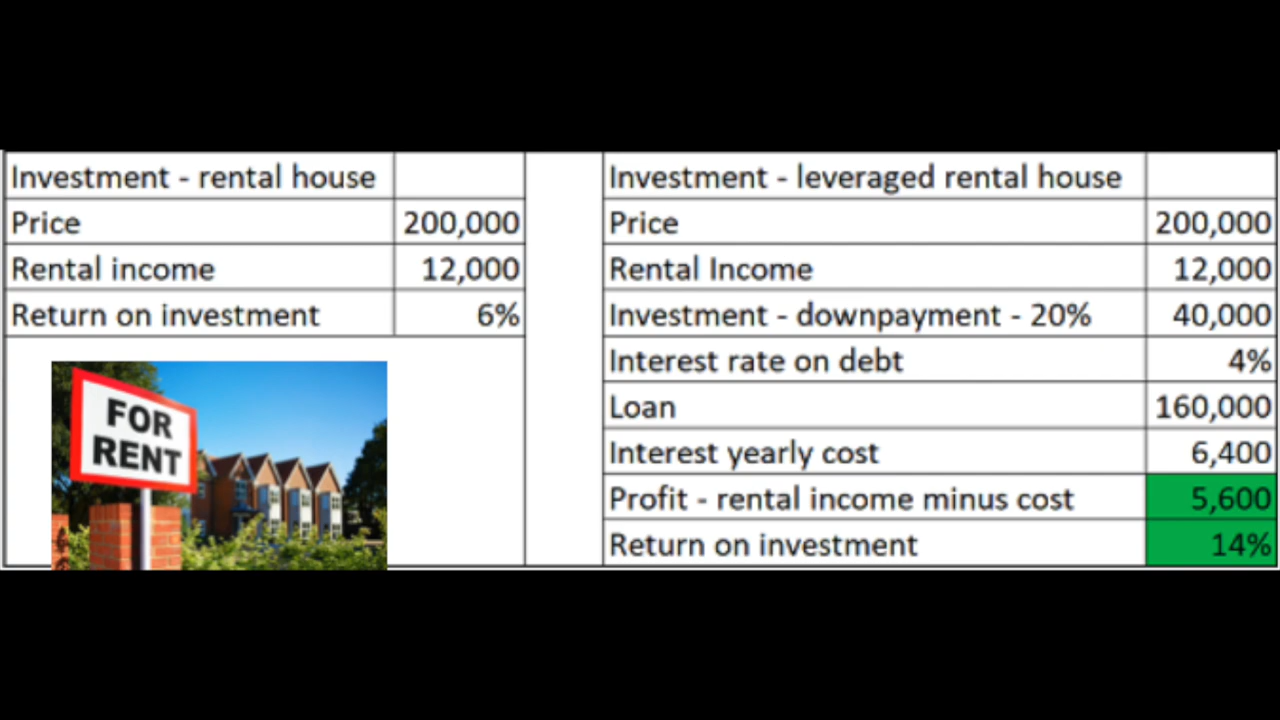 Investment - rental house
Price 200,000
Rental income 12,000
Return on investment 6%
FOR
RENT
Investment - leveraged rental house
Price 200,000
Rental Income 12,000
Investment - downpayment - 20% 40,000
Interest rate on debt 4%
Loan 160,000
Interest yearly cost 6,400
Profit - rental income minus cost 5,600
Return on investment 14%